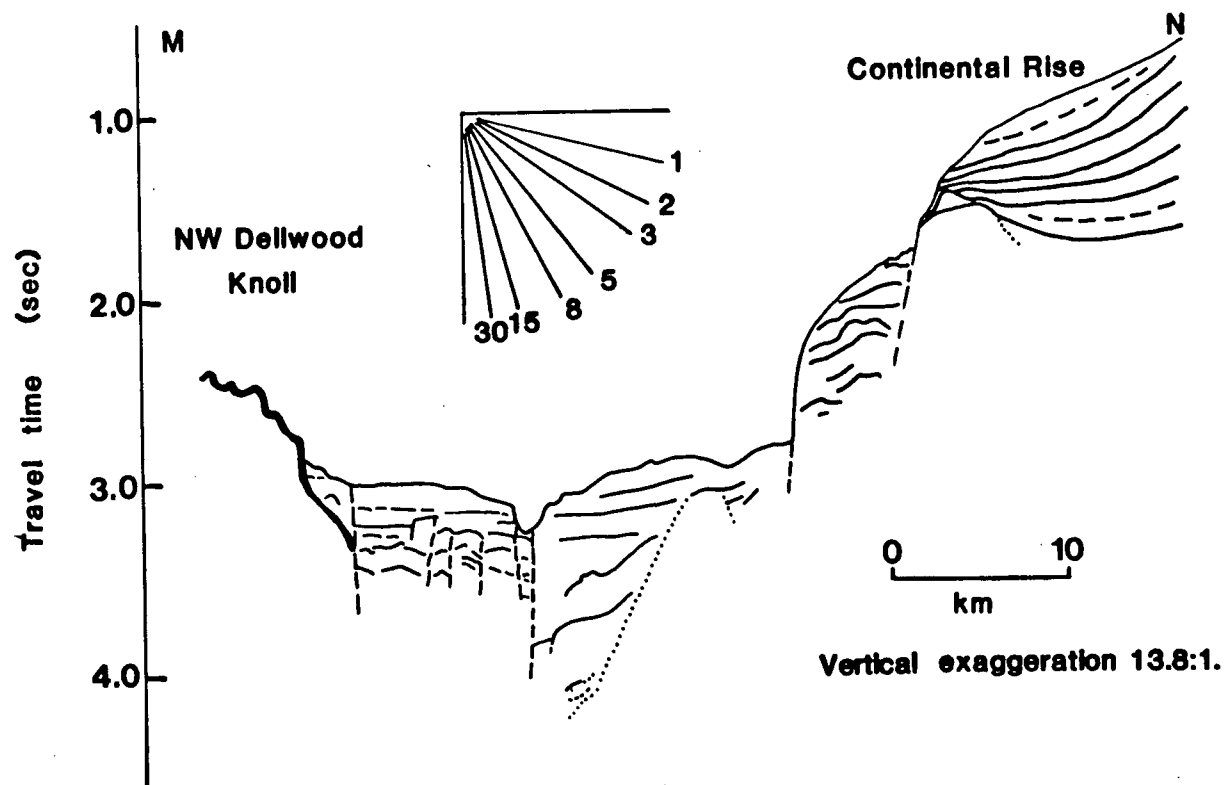 M
N
Continental Rise
1.0
2.0
3.0
4.0
Travel time (sec)
NW Dellwood
Knoll
1
2
3
5
8
15
30
0 10
km
Vertical exaggeration 13.8:1.